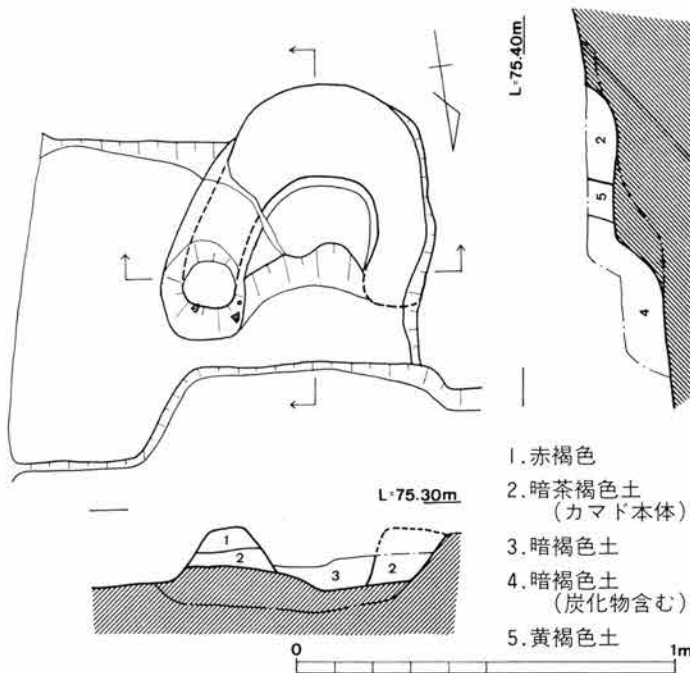 L=75.40m
2
5
4
L=75.30m
1
2
3
2
1.赤褐色
2.暗茶褐色土
(カマド本体)
3.暗褐色土
4.暗褐色土
(炭化物含む)
5.黄褐色土
0 1m